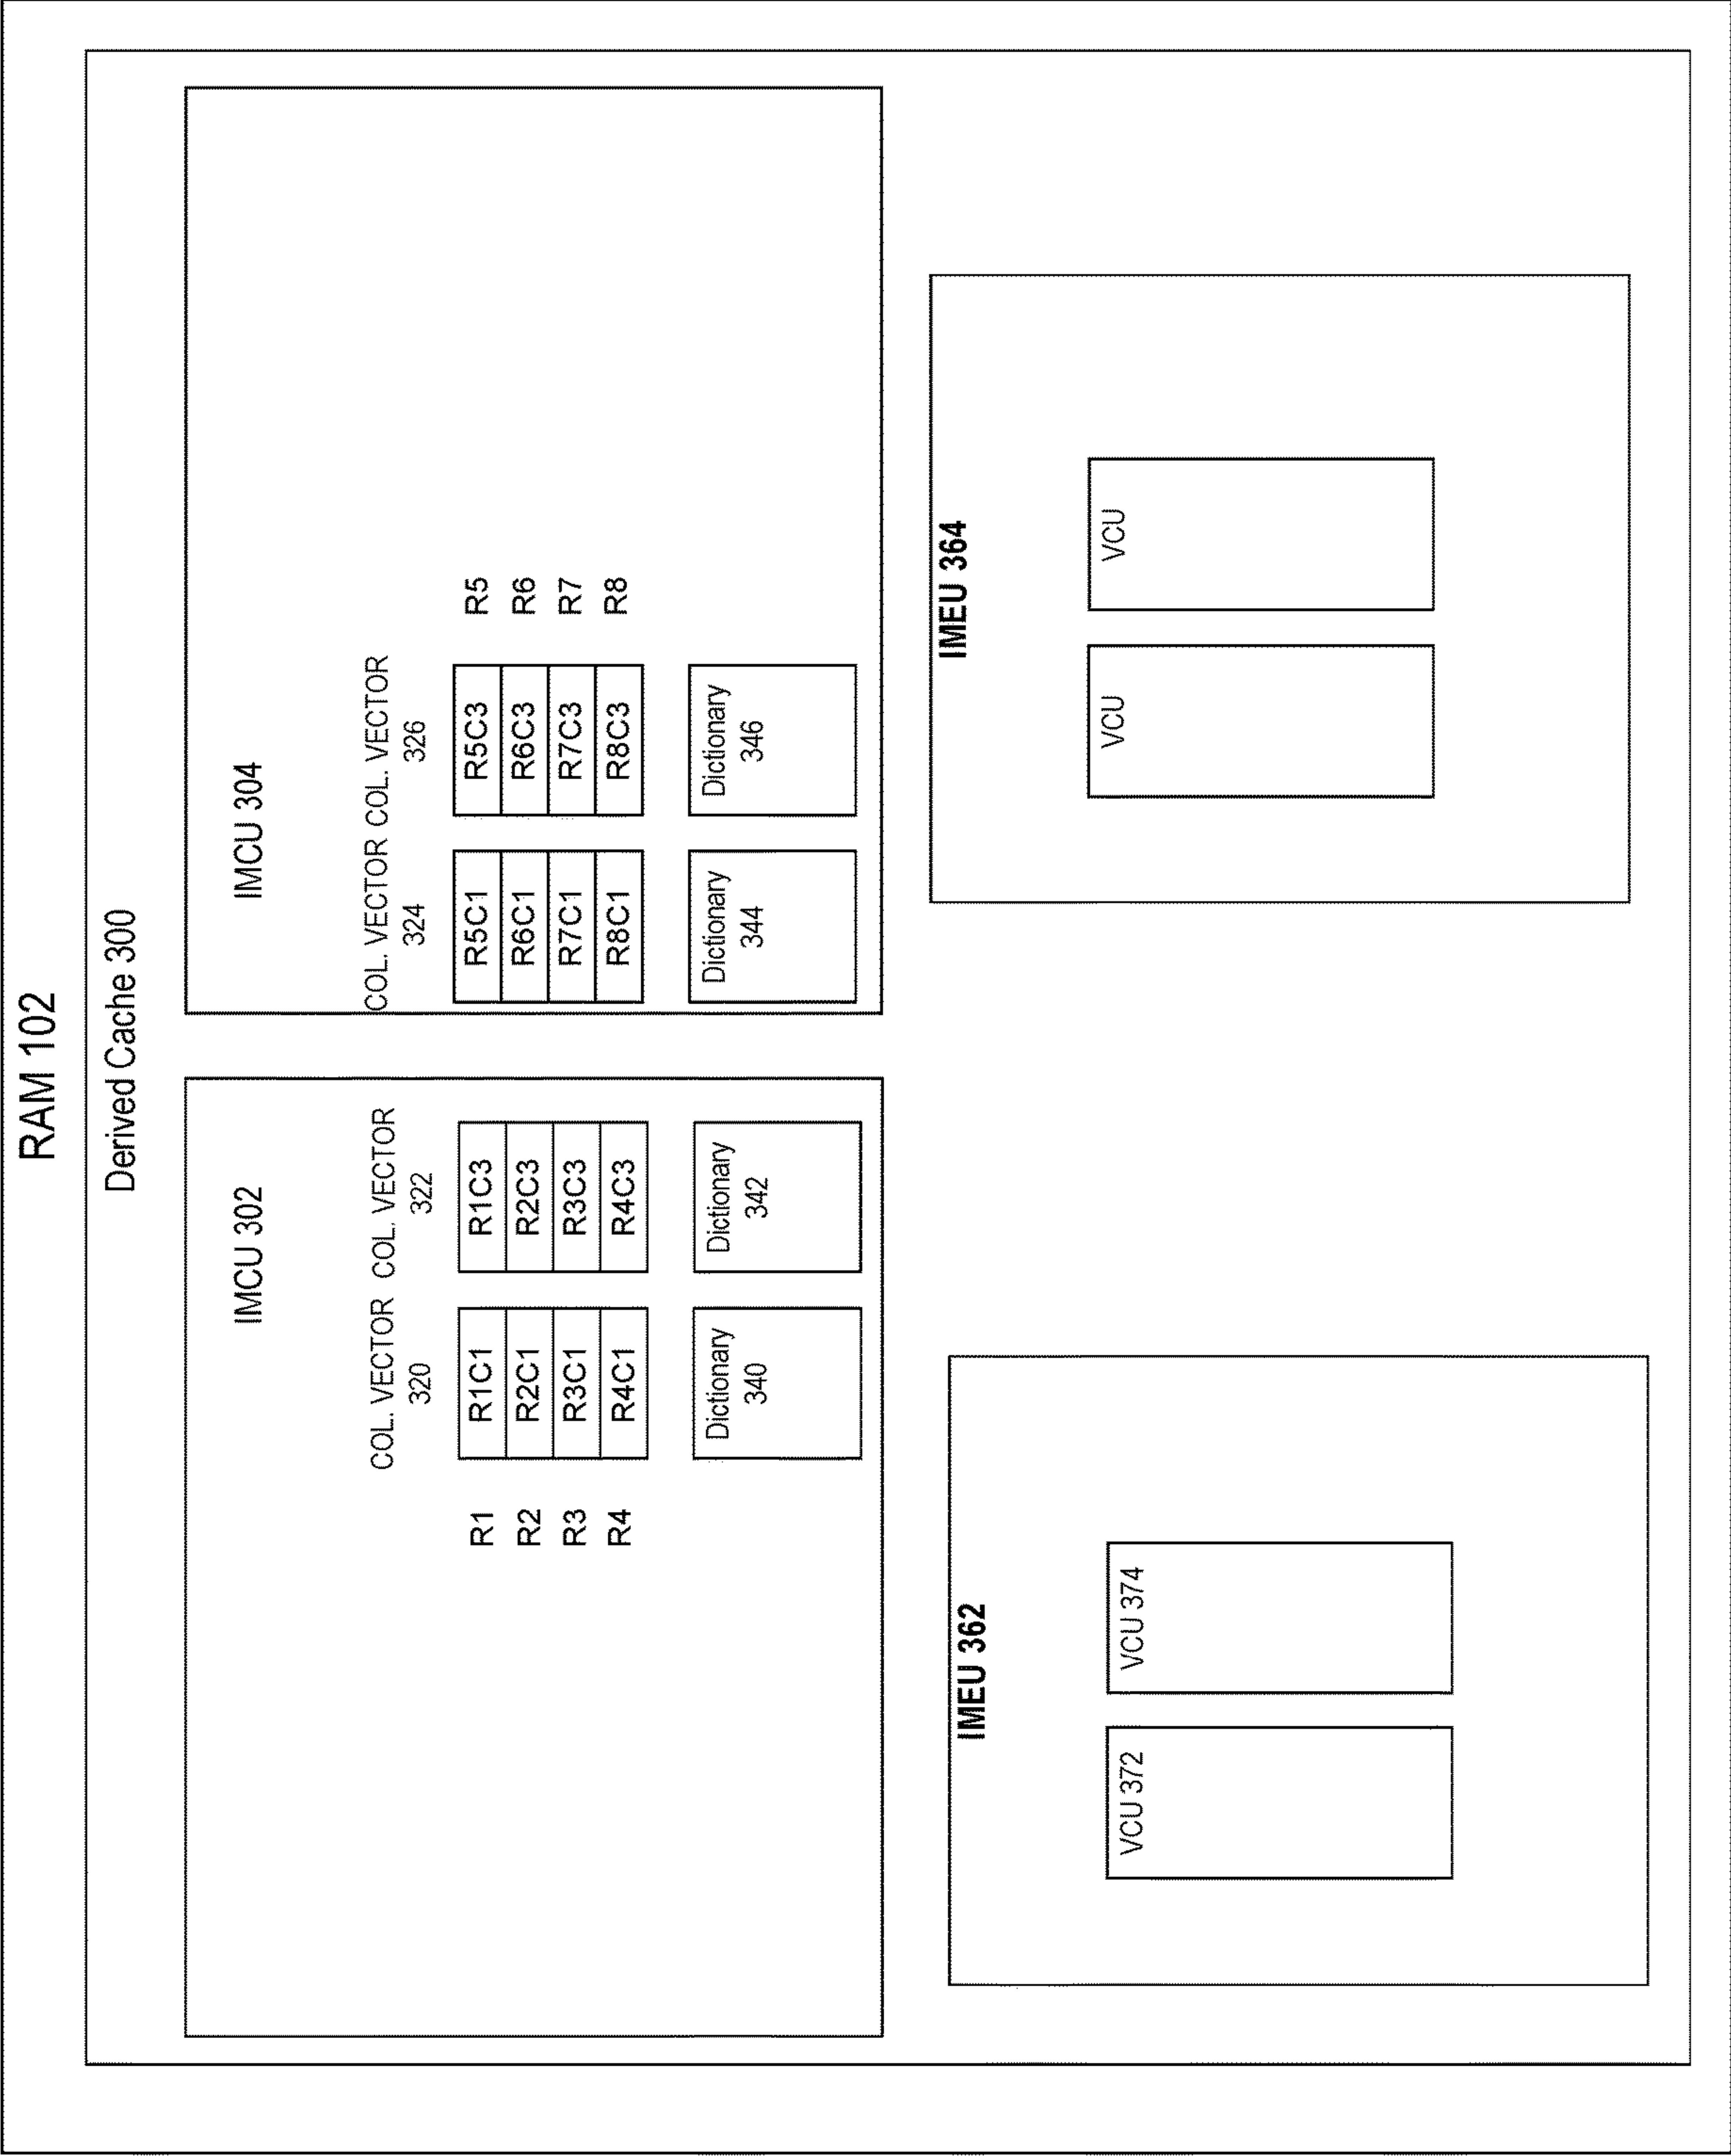 RAM 102
Derived Cache 300
IMCU 302
COL. VECTOR COL. VECTOR
320 322
R1 R1C1 R1C3
R2 R2C1 R2C3
R3 R3C1 R3C3
R4 R4C1 R4C3
Dictionary Dictionary
340 342
IMCU 304
COL. VECTOR COL. VECTOR
324 326
R5C1 R5C3 R5
R6C1 R6C3 R6
R7C1 R7C3 R7
R8C1 R8C3 R8
Dictionary Dictionary
344 346
IMEU 362
VCU 372 VCU 374
IMEU 364
VCU VCU